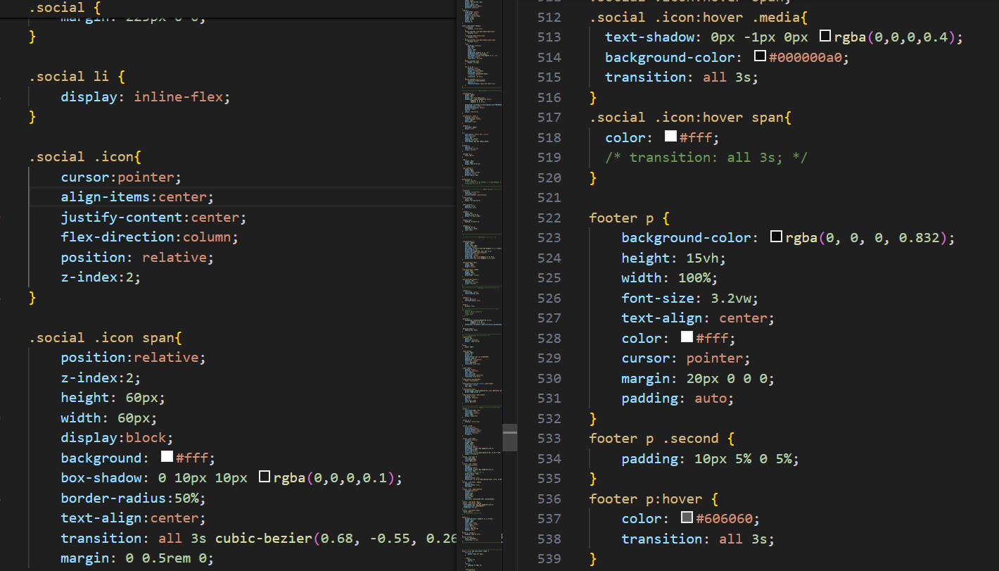 .social {
margin: 225px 0 0;
}
.social li {
display: inline-flex;
}
.social .icon{
cursor:pointer;
align-items:center;
justify-content:center;
flex-direction:column;
position: relative;
z-index:2;
}
.social .icon span{
position:relative;
z-index:2;
height: 60px;
width: 60px;
display:block;
background: #fff;
box-shadow: 0 10px 10px rgba(0,0,0,0.1);
border-radius:50%;
text-align:center;
transition: all 3s cubic-bezier(0.68, -0.55, 0.26
margin: 0 0.5rem 0;
511 .social .icon:hover span,
512 .social .icon:hover .media{
513 text-shadow: 0px -1px 0px rgba(0,0,0,0.4);
514 background-color: #000000a0;
515 transition: all 3s;
516 }
517 .social .icon:hover span{
518 color: #fff;
519 /* transition: all 3s; */
520 }
521
522 footer p {
523 background-color: rgba(0, 0, 0, 0.832);
524 height: 15vh;
525 width: 100%;
526 font-size: 3.2vw;
527 text-align: center;
528 color: #fff;
529 cursor: pointer;
530 margin: 20px 0 0 0;
531 padding: auto;
532 }
533 footer p .second {
534 padding: 10px 5% 0 5%;
535 }
536 footer p:hover {
537 color: #606060;
538 transition: all 3s;
539 }